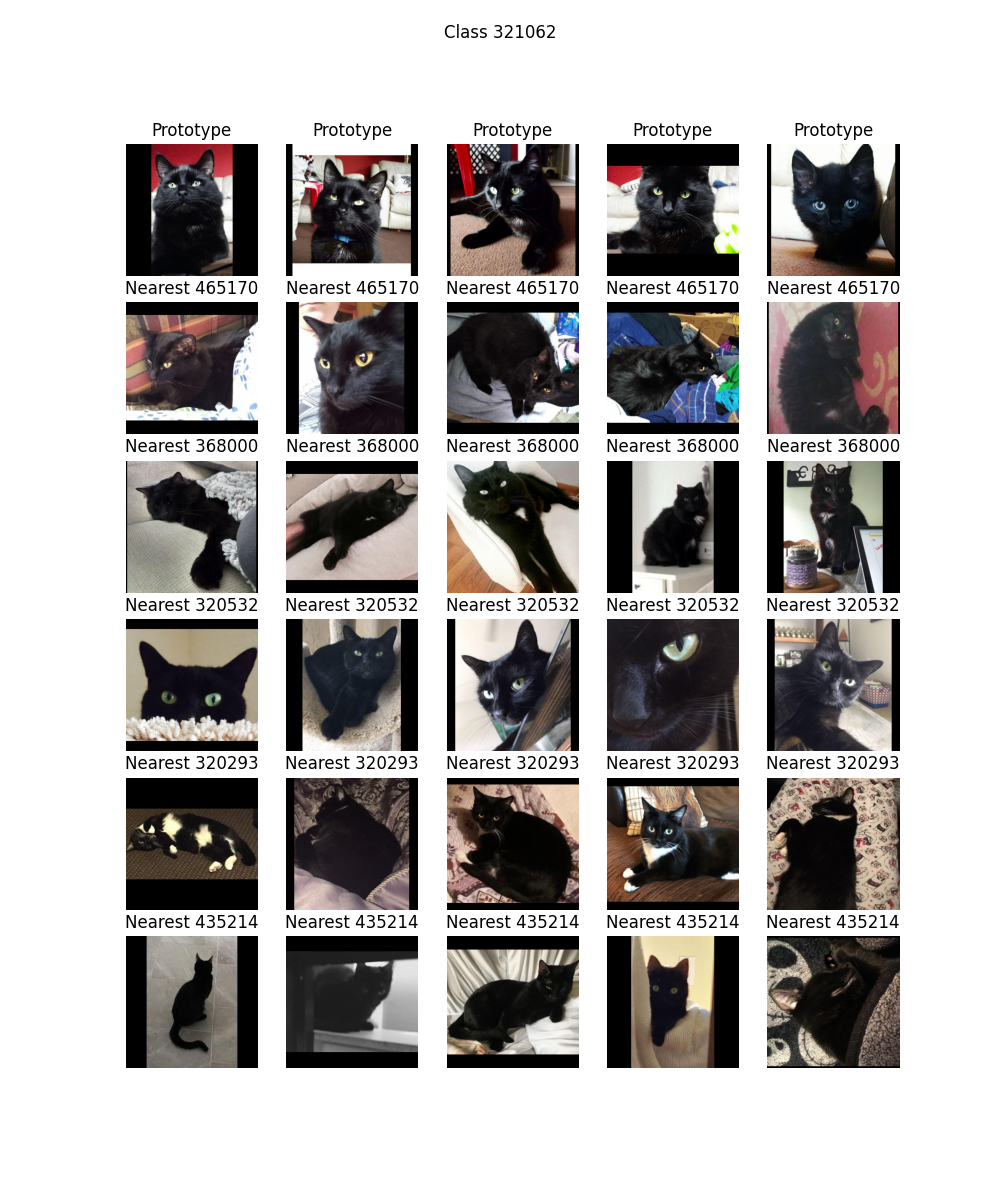 Class 321062
Prototype Prototype Prototype Prototype Prototype
Nearest 465170 Nearest 465170 Nearest 465170 Nearest 465170 Nearest 465170
Nearest 368000 Nearest 368000 Nearest 368000 Nearest 368000 Nearest 368000
Nearest 320532 Nearest 320532 Nearest 320532 Nearest 320532 Nearest 320532
Nearest 320293 Nearest 320293 Nearest 320293 Nearest 320293 Nearest 320293
Nearest 435214 Nearest 435214 Nearest 435214 Nearest 435214 Nearest 435214